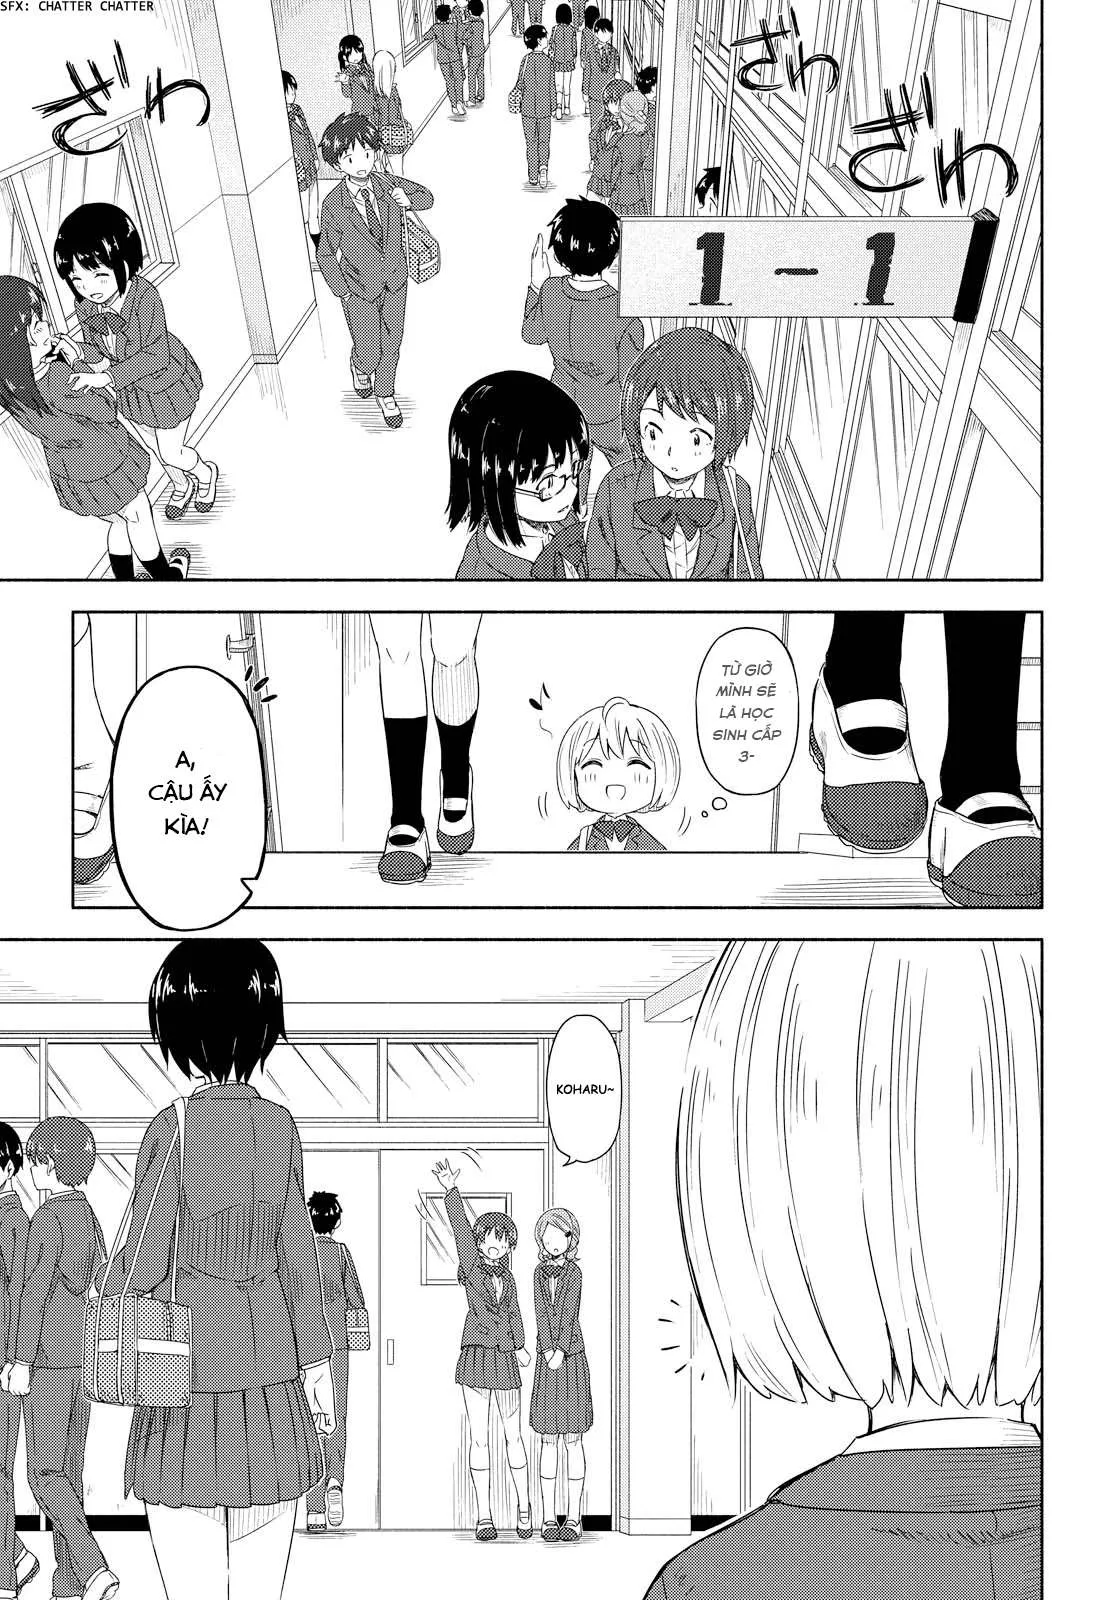 SFX: CHATTER CHATTER
ざわ
ざわ
ざわ
1-1
TỪ GIỜ
MÌNH SẼ
LÀ HỌC
SINH CẤP
3-
A,
CẬU ẤY
KÌA!
KOHARU~